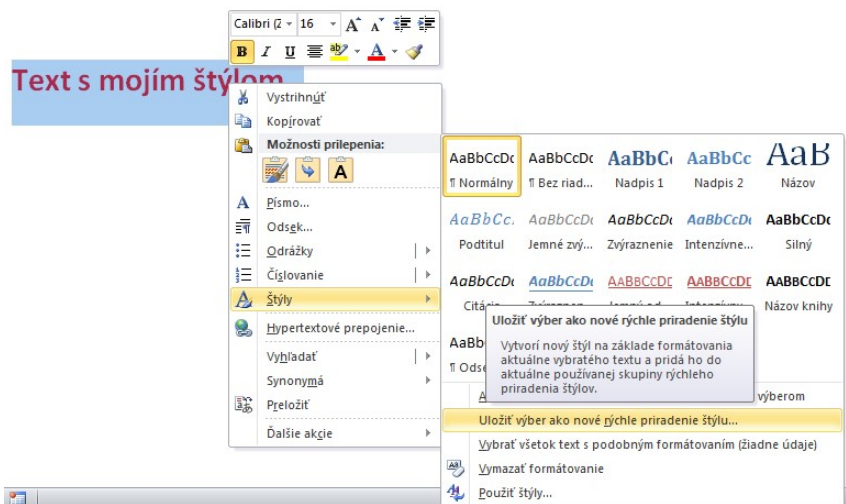 Calibri (Z 16 A A
B I U ab A
Text s mojím štýlom
Vystrihnúť
Kopírovať
Možnosti prilepenia:
A
Písmo...
Odsek...
Odrážky
Číslovanie
Štýly
Hypertextové prepojenie...
Vyhľadať
Synonymá
Preložiť
Ďalšie akcie
AaBbCcDc AaBbCcDc AaBbC AaBbCc AaB
¶ Normálny ¶ Bez riad... Nadpis 1 Nadpis 2 Názov
AaBbCc. AaBbCcDc AaBbCcDc AaBbCcDc AaBbCcDc
Podtitul Jemné zvý... Zvýraznenie Intenzívne... Silný
AaBbCcDc AaBbCcDc AABBCCDE AABBCCDE AABBCCDE
Názov knihy
Uložiť výber ako nové rýchle priradenie štýlu
Vytvorí nový štýl na základe formátovania
aktuálne vybratého textu a pridá ho do
aktuálne používanej skupiny rýchleho
priradenia štýlov.
AaBb
¶ Odse
výberom
Uložiť výber ako nové rýchle priradenie štýlu...
Vybrať všetok text s podobným formátovaním (žiadne údaje)
Vymazať formátovanie
Použiť štýly...